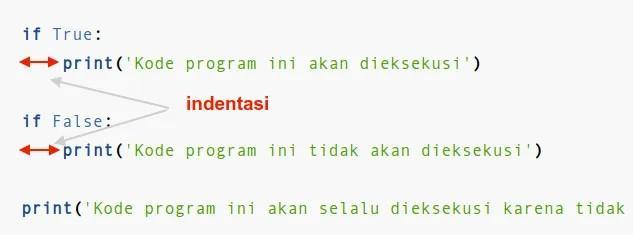 if True:
print('Kode program ini akan dieksekusi')
indentasi
if False:
print('Kode program ini tidak akan dieksekusi')
print('Kode program ini akan selalu dieksekusi karena tidak